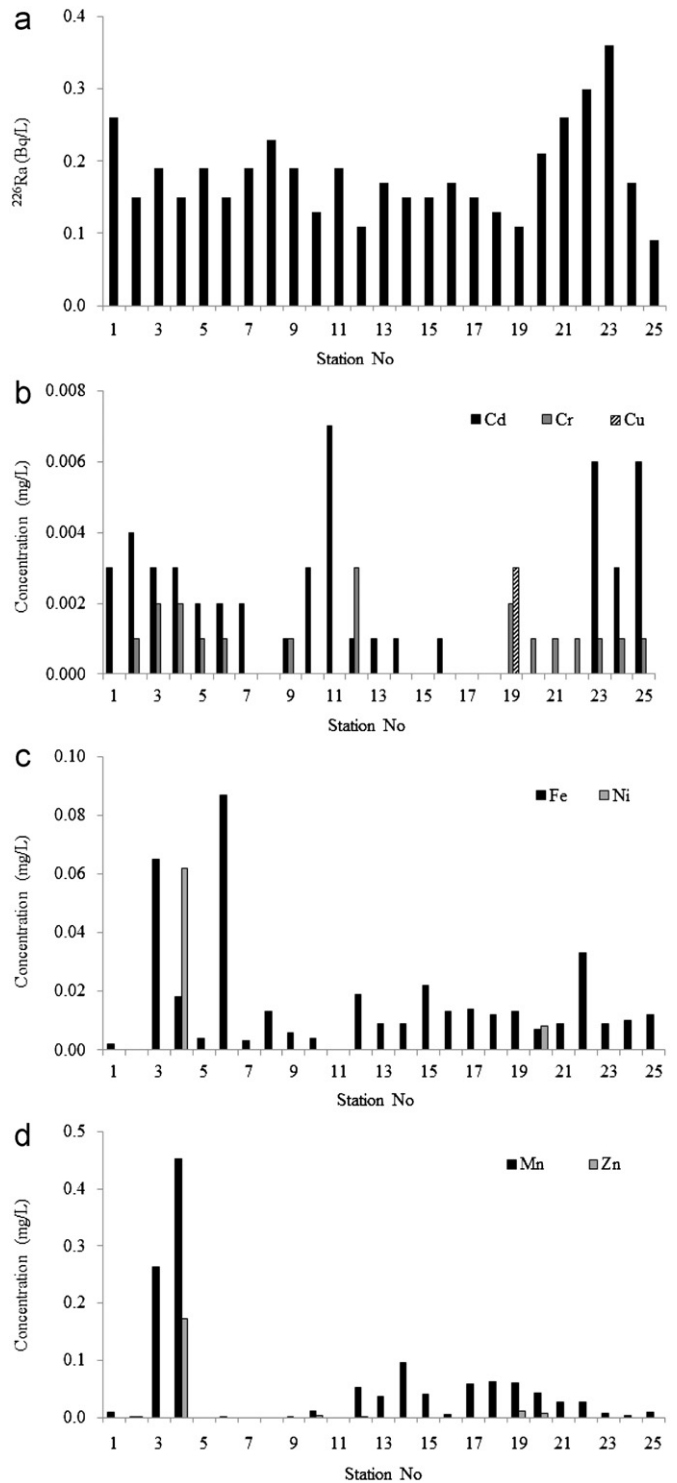 a
0.4
0.3
0.2
0.1
0.0
²²⁶Ra (Bq/L)
1 3 5 7 9 11 13 15 17 19 21 23 25
Station No
b
0.008
0.006
0.004
0.002
0.000
Concentration (mg/L)
Cd Cr Cu
1 3 5 7 9 11 13 15 17 19 21 23 25
Station No
c
0.10
0.08
0.06
0.04
0.02
0.00
Concentration (mg/L)
Fe Ni
1 3 5 7 9 11 13 15 17 19 21 23 25
Station No
d
0.5
0.4
0.3
0.2
0.1
0.0
Concentration (mg/L)
Mn Zn
1 3 5 7 9 11 13 15 17 19 21 23 25
Station No